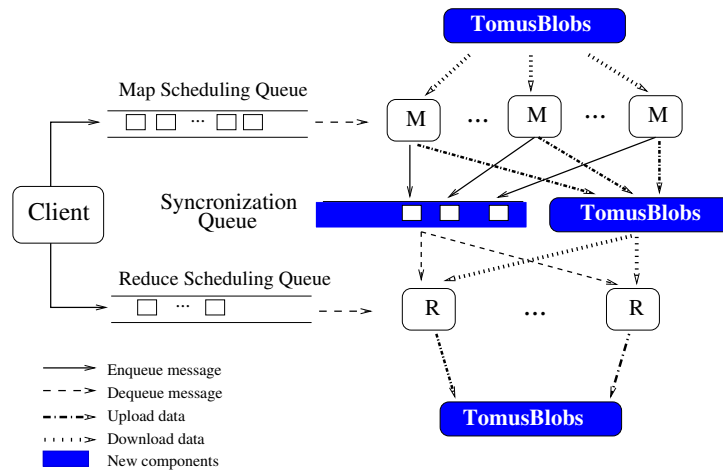 TomusBlobs
Map Scheduling Queue
...
M
...
M
...
M
Client
Syncronization
Queue
TomusBlobs
Reduce Scheduling Queue
...
R
...
R
Enqueue message
Dequeue message
Upload data
Download data
New components
TomusBlobs